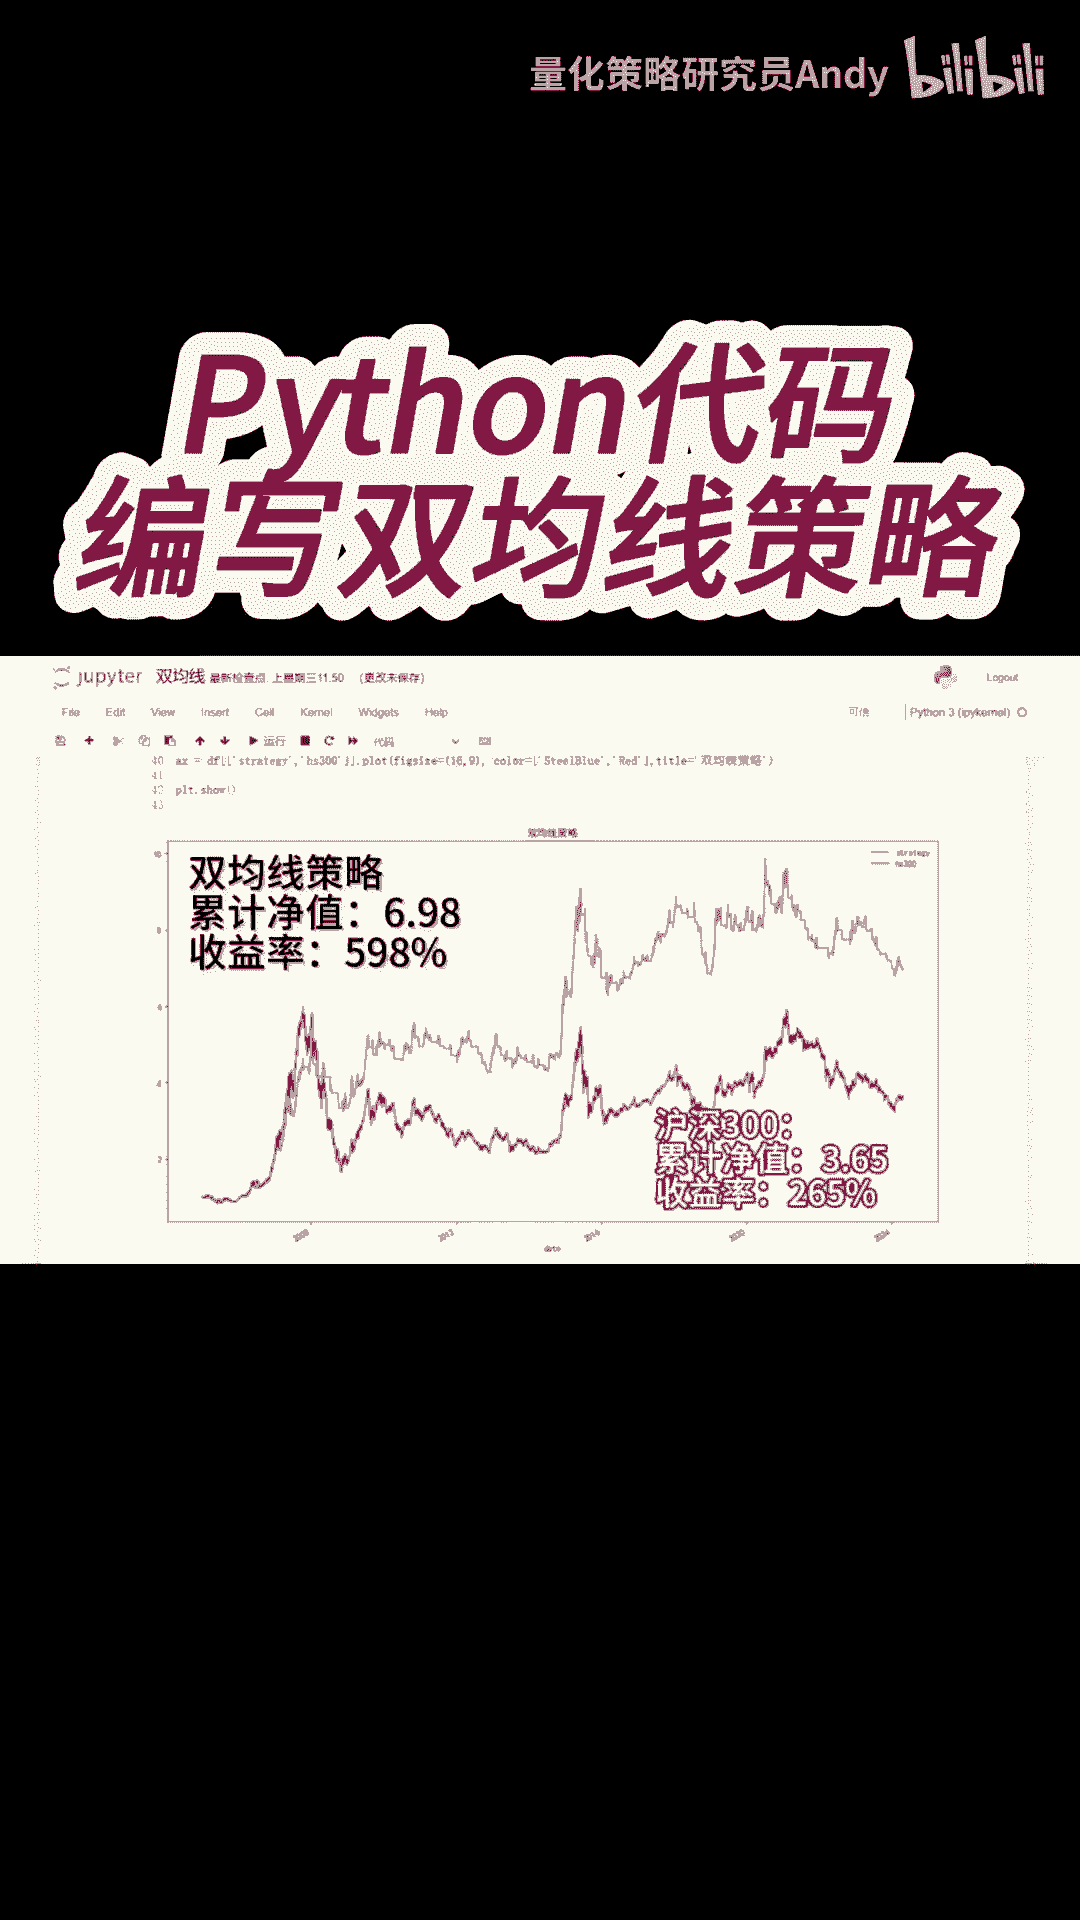 量化策略研究员Andy bilibili
Python代码
编写双均线策略
jupyter 双均线 最新检查点: 上星期三11:50 (更改未保存)
Logout
File Edit View Insert Cell Kernel Widgets Help
可信 Python 3 (ipykernel)
运行 代码
40 ax = df[['strategy','hs300']].plot(figsize=(16,9), color=['SteelBlue','Red'],title='双均线策略')
41
42 plt.show()
43
双均线策略
strategy
hs300
双均线策略
累计净值：6.98
收益率：598%
沪深300：
累计净值：3.65
收益率：265%
10
8
6
4
2
2008 2012 2016 2020 2024
date